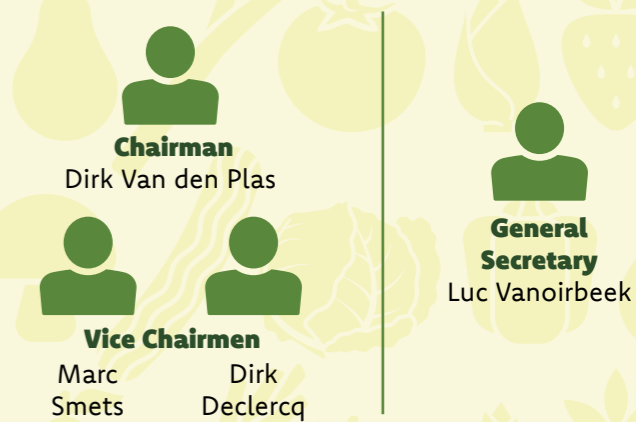 Chairman
Dirk Van den Plas
Vice Chairmen
Marc
Smets
Dirk
Declercq
General
Secretary
Luc Vanoirbeek